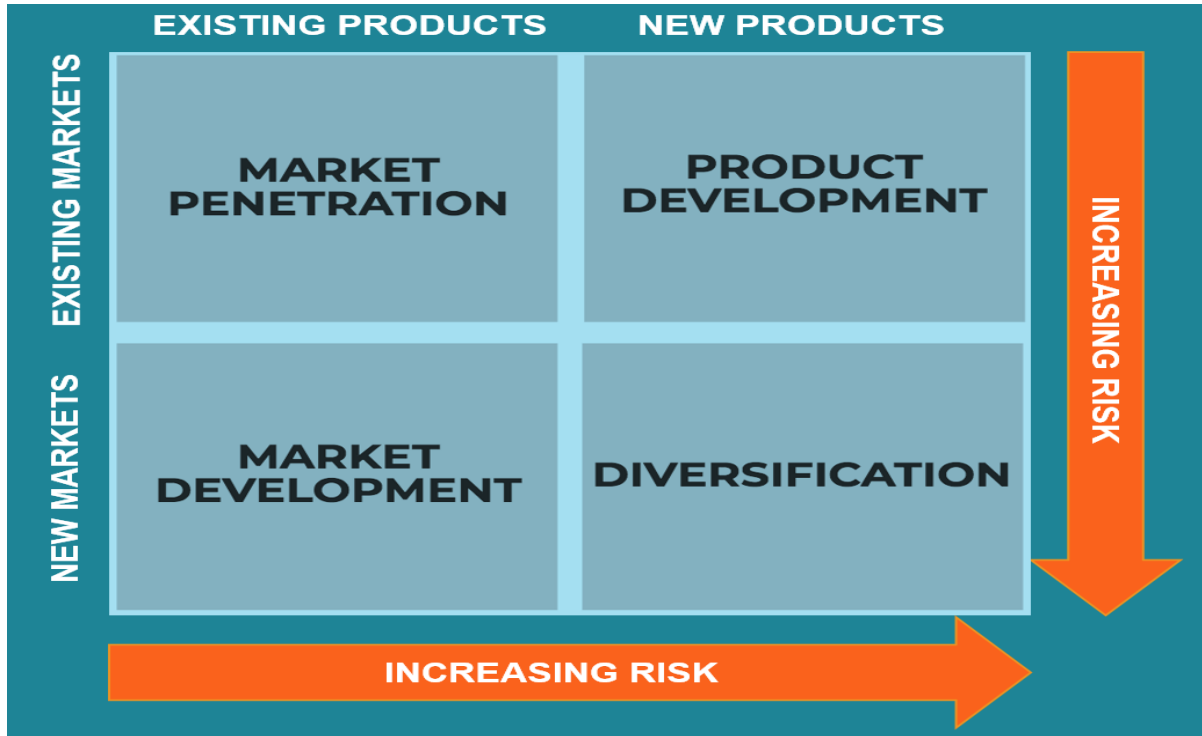 EXISTING PRODUCTS
NEW PRODUCTS
EXISTING MARKETS
MARKET
PENETRATION
PRODUCT
DEVELOPMENT
INCREASING RISK
NEW MARKETS
MARKET
DEVELOPMENT
DIVERSIFICATION
INCREASING RISK